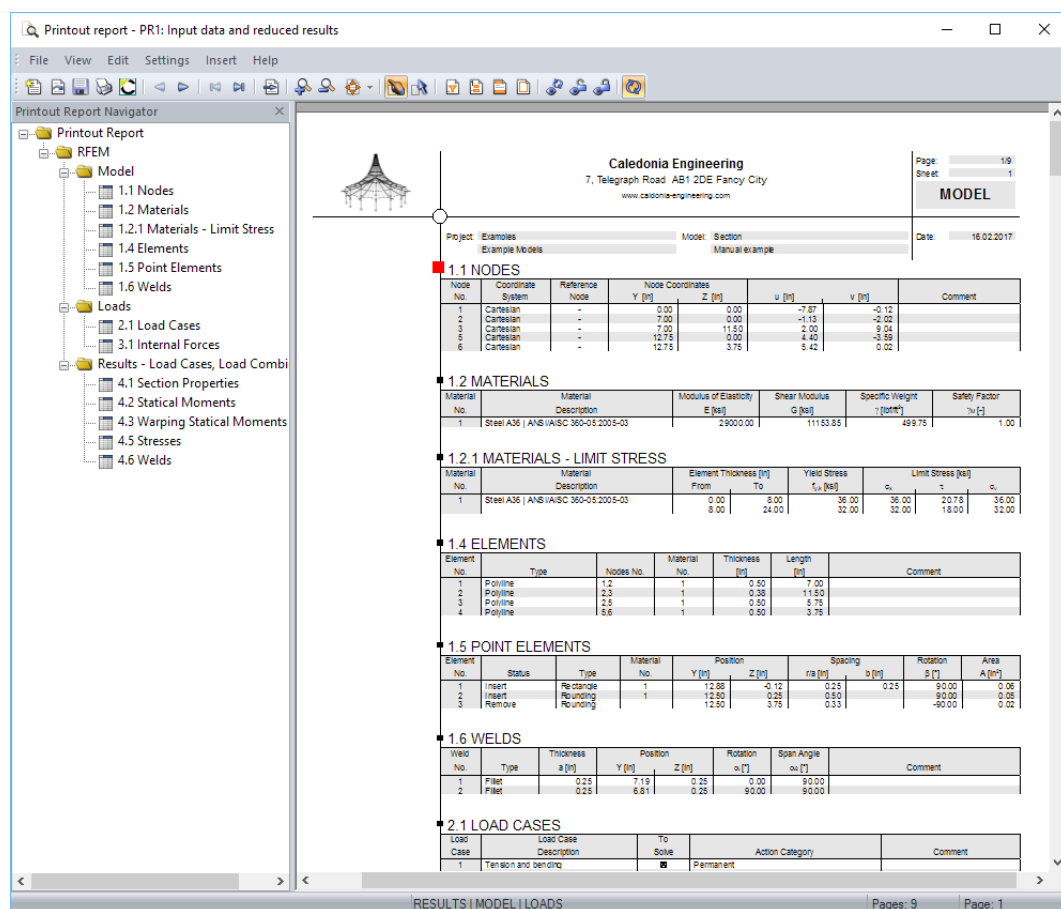 Printout report - PR1: Input data and reduced results
File View Edit Settings Insert Help
Printout Report Navigator
Printout Report
RFEM
Model
1.1 Nodes
1.2 Materials
1.2.1 Materials - Limit Stress
1.4 Elements
1.5 Point Elements
1.6 Welds
Loads
2.1 Load Cases
3.1 Internal Forces
Results - Load Cases, Load Combi
4.1 Section Properties
4.2 Statical Moments
4.3 Warping Statical Moments
4.5 Stresses
4.6 Welds
Caledonia Engineering
7, Telegraph Road AB1 2DE Fancy City
www.caldonia-engineering.com
Page: 1/9
Sheet: 1
MODEL
Project: Examples Model: Section Date: 16.02.2017
Example Models Manual example
1.1 NODES
Node Coordinate Reference Node Coordinates
No. System Node Y [in] Z [in] u [in] v [in] Comment
1 Cartesian - 0.00 0.00 -7.87 -0.12
2 Cartesian - 7.00 0.00 -1.13 -2.02
3 Cartesian - 7.00 11.50 2.00 9.04
5 Cartesian - 12.75 0.00 4.40 -3.59
6 Cartesian - 12.75 3.75 5.42 0.02
1.2 MATERIALS
Material Material Modulus of Elasticity Shear Modulus Specific Weight Safety Factor
No. Description E [ksi] G [ksi] γ [lbf/ft³] γM [-]
1 Steel A36 | ANSI/AISC 360-05:2005-03 29000.00 11153.85 499.75 1.00
1.2.1 MATERIALS - LIMIT STRESS
Material Material Element Thickness [in] Yield Stress Limit Stress [ksi]
No. Description From To fy,k [ksi] σx τ σv
1 Steel A36 | ANSI/AISC 360-05:2005-03 0.00 8.00 36.00 36.00 20.78 36.00
8.00 24.00 32.00 32.00 18.00 32.00
1.4 ELEMENTS
Element Material Thickness Length
No. Type Nodes No. No. [in] [in] Comment
1 Polyline 1,2 1 0.50 7.00
2 Polyline 2,3 1 0.38 11.50
3 Polyline 2,5 1 0.50 5.75
4 Polyline 5,6 1 0.50 3.75
1.5 POINT ELEMENTS
Element Material Position Spacing Rotation Area
No. Status Type No. Y [in] Z [in] r/a [in] b [in] β [°] A [in²]
1 Insert Rectangle 1 12.88 -0.12 0.25 0.25 90.00 0.06
2 Insert Rounding 1 12.50 0.25 0.50 90.00 0.05
3 Remove Rounding 12.50 3.75 0.33 -90.00 0.02
1.6 WELDS
Weld Thickness Position Rotation Span Angle
No. Type a [in] Y [in] Z [in] [°] [°] Comment
1 Fillet 0.25 7.19 0.25 0.00 90.00
2 Fillet 0.25 6.81 0.25 90.00 90.00
2.1 LOAD CASES
Load Load Case To
Case Description Solve Action Category Comment
1 Tension and bending Permanent
RESULTS | MODEL | LOADS Pages: 9 Page: 1